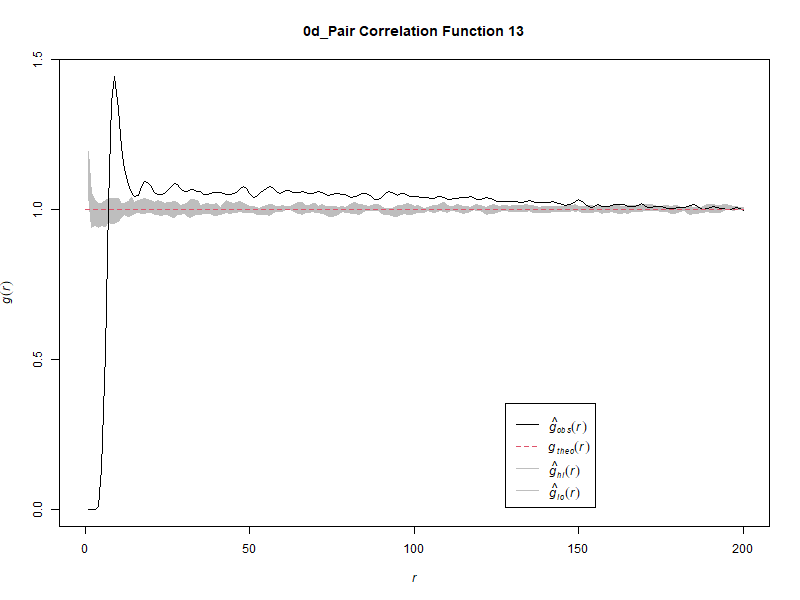 0d_Pair Correlation Function 13
g(r)
1.5
1.0
0.5
0.0
ĝobs(r)
gtheo(r)
ĝhi(r)
ĝlo(r)
0 50 100 150 200
r